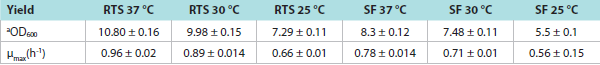 Yield RTS 37 °C RTS 30 °C RTS 25 °C SF 37 °C SF 30 °C SF 25 °C
ᵃOD₆₀₀ 10.80 ± 0.16 9.98 ± 0.15 7.29 ± 0.11 8.3 ± 0.12 7.48 ± 0.11 5.5 ± 0.1
μmax(h⁻¹) 0.96 ± 0.02 0.89 ± 0.014 0.66 ± 0.01 0.78 ± 0.014 0.71 ± 0.01 0.56 ± 0.15